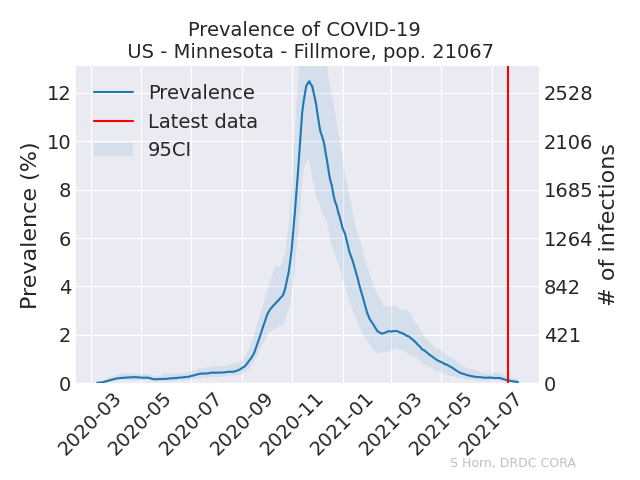 Prevalence of COVID-19
US - Minnesota - Fillmore, pop. 21067
Prevalence
Latest data
95CI
Prevalence (%)
12
10
8
6
4
2
0
2528
2106
1685
1264
842
421
0
# of infections
2020-03
2020-05
2020-07
2020-09
2020-11
2021-01
2021-03
2021-05
2021-07
S Horn, DRDC CORA